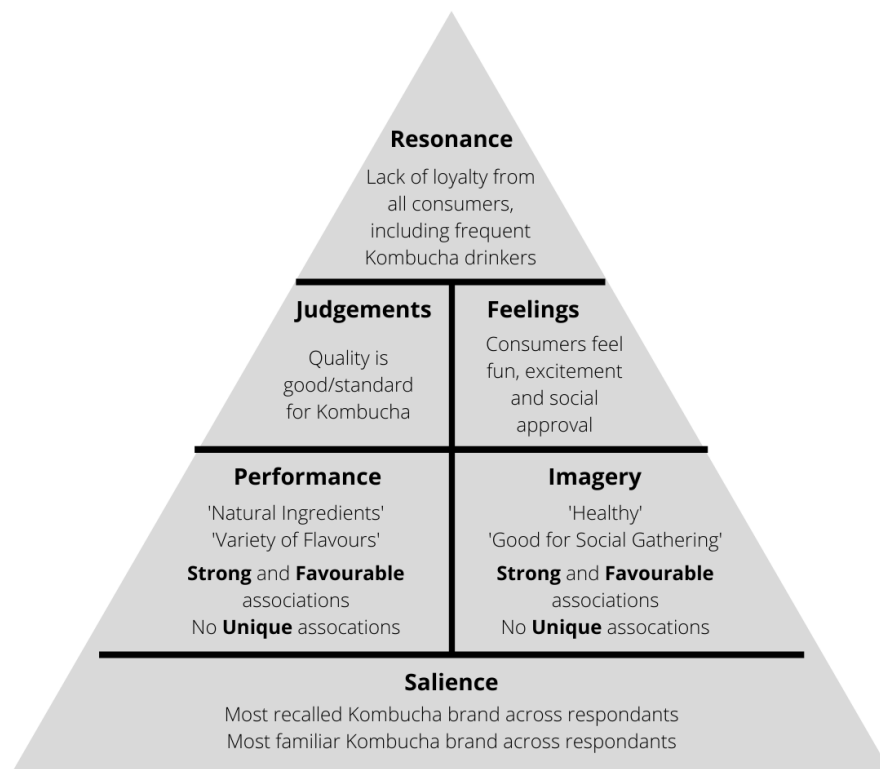 Resonance
Lack of loyalty from
all consumers,
including frequent
Kombucha drinkers
Judgements
Quality is
good/standard
for Kombucha
Feelings
Consumers feel
fun, excitement
and social
approval
Performance
'Natural Ingredients'
'Variety of Flavours'
Strong and Favourable
associations
No Unique assocations
Imagery
'Healthy'
'Good for Social Gathering'
Strong and Favourable
associations
No Unique assocations
Salience
Most recalled Kombucha brand across respondants
Most familiar Kombucha brand across respondants